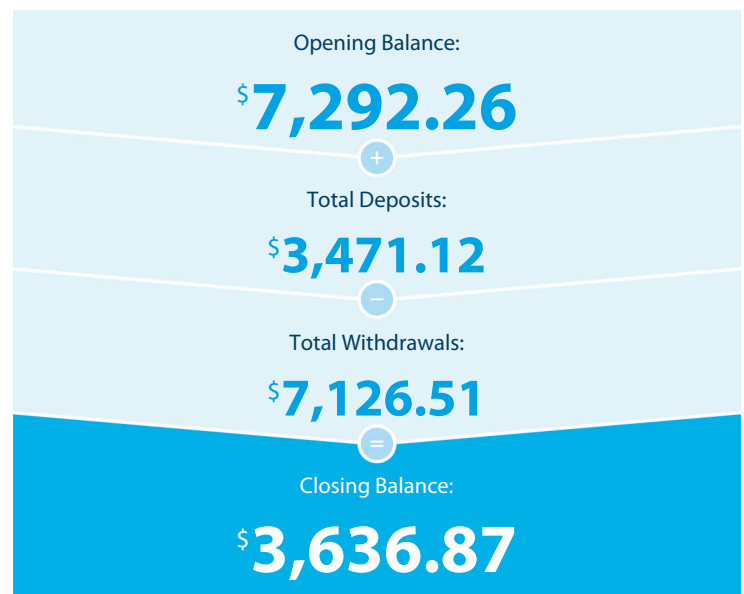 Opening Balance:
$7,292.26
+
Total Deposits:
$3,471.12
−
Total Withdrawals:
$7,126.51
=
Closing Balance:
$3,636.87